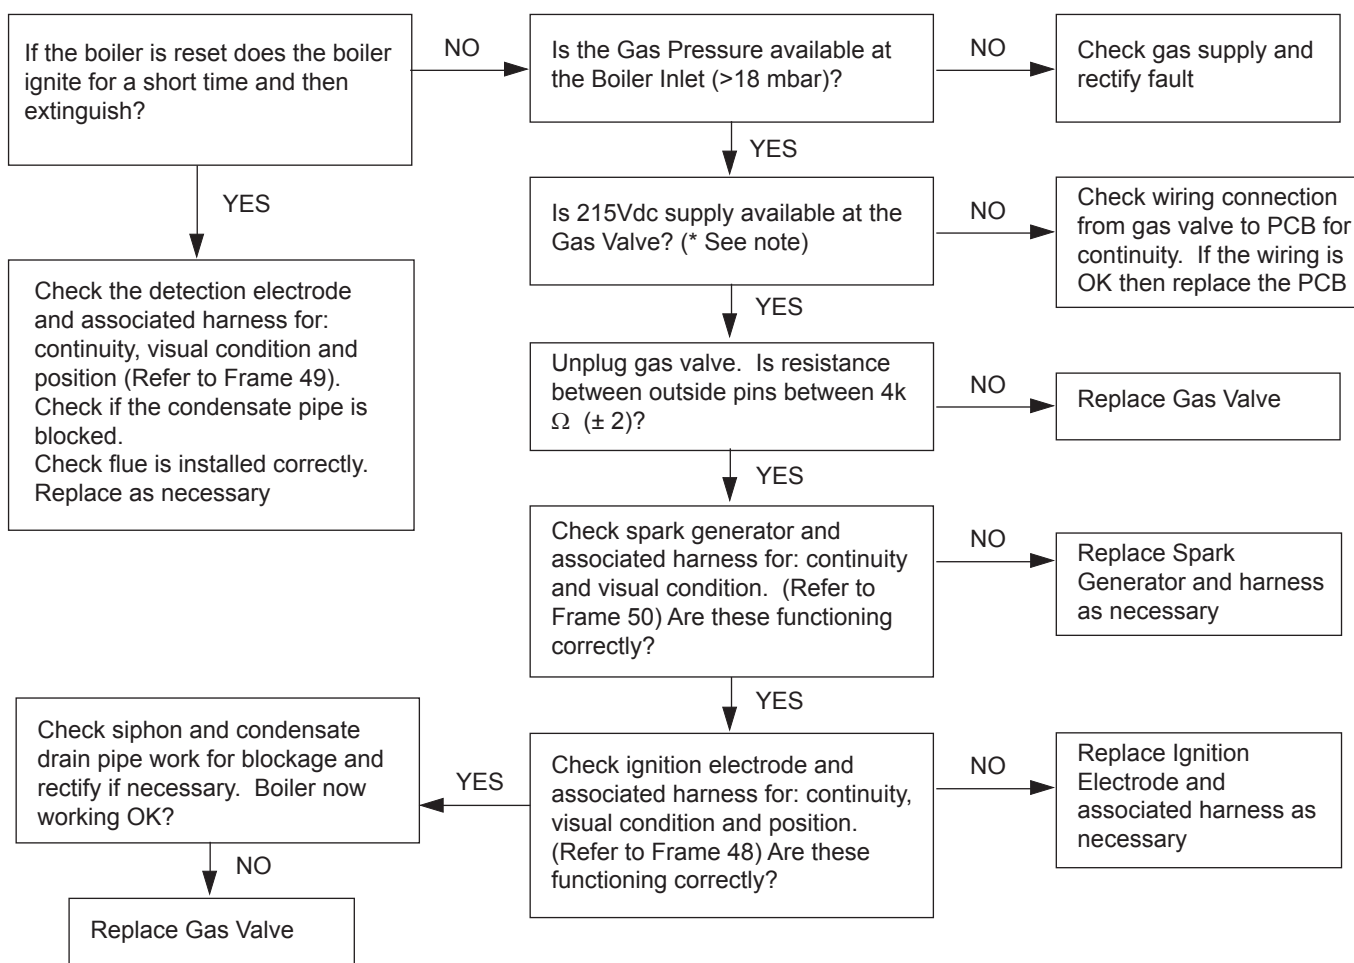 If the boiler is reset does the boiler
ignite for a short time and then
extinguish?
NO
Is the Gas Pressure available at
the Boiler Inlet (>18 mbar)?
NO
Check gas supply and
rectify fault
YES
YES
Is 215Vdc supply available at the
Gas Valve? (* See note)
NO
Check wiring connection
from gas valve to PCB for
continuity.  If the wiring is
OK then replace the PCB
Check the detection electrode
and associated harness for:
continuity, visual condition and
position (Refer to Frame 49).
Check if the condensate pipe is
blocked.
Check flue is installed correctly.
Replace as necessary
YES
Unplug gas valve.  Is resistance
between outside pins between 4k
Ω  (± 2)?
NO
Replace Gas Valve
YES
Check spark generator and
associated harness for: continuity
and visual condition.  (Refer to
Frame 50) Are these functioning
correctly?
NO
Replace Spark
Generator and harness
as necessary
YES
Check ignition electrode and
associated harness for: continuity,
visual condition and position.
(Refer to Frame 48) Are these
functioning correctly?
NO
Replace Ignition
Electrode and
associated harness as
necessary
YES
Check siphon and condensate
drain pipe work for blockage and
rectify if necessary.  Boiler now
working OK?
NO
Replace Gas Valve